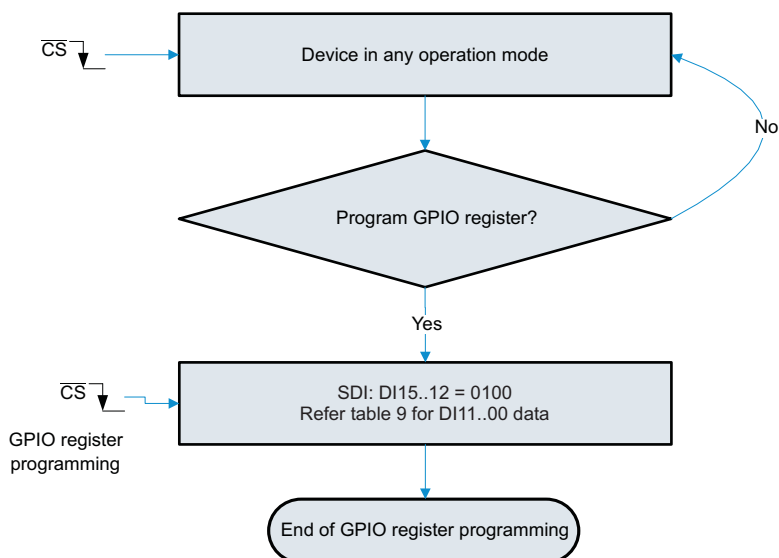 CS
Device in any operation mode
No
Program GPIO register?
Yes
CS
SDI: DI15..12 = 0100
Refer table 9 for DI11..00 data
GPIO register
programming
End of GPIO register programming